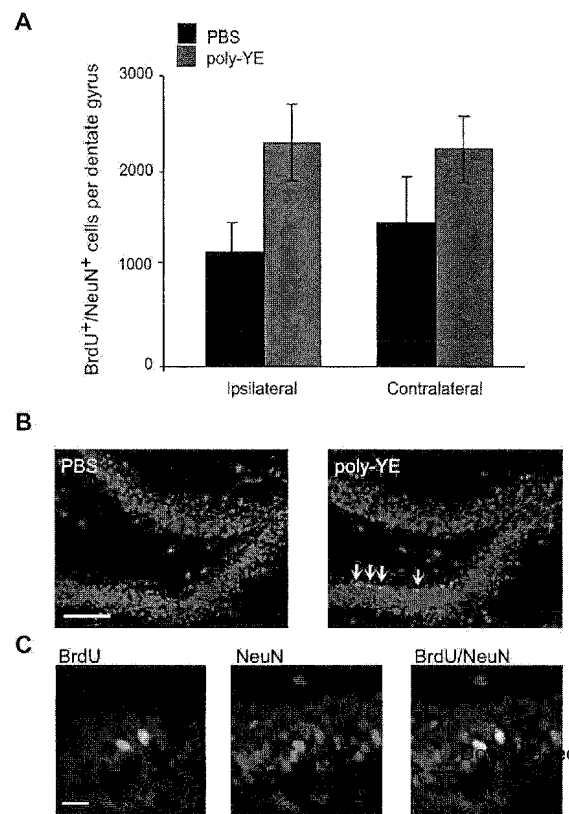 A
PBS
poly-YE
BrdU+/NeuN+ cells per dentate gyrus
3000
2000
1000
0
Ipsilateral
Contralateral
B
PBS
poly-YE
C
BrdU
NeuN
BrdU/NeuN